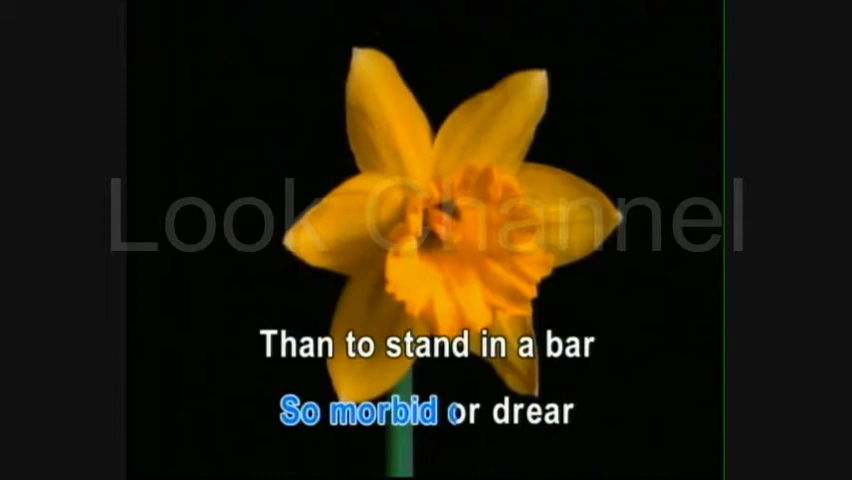 Look Channel
Than to stand in a bar
So morbid or drear